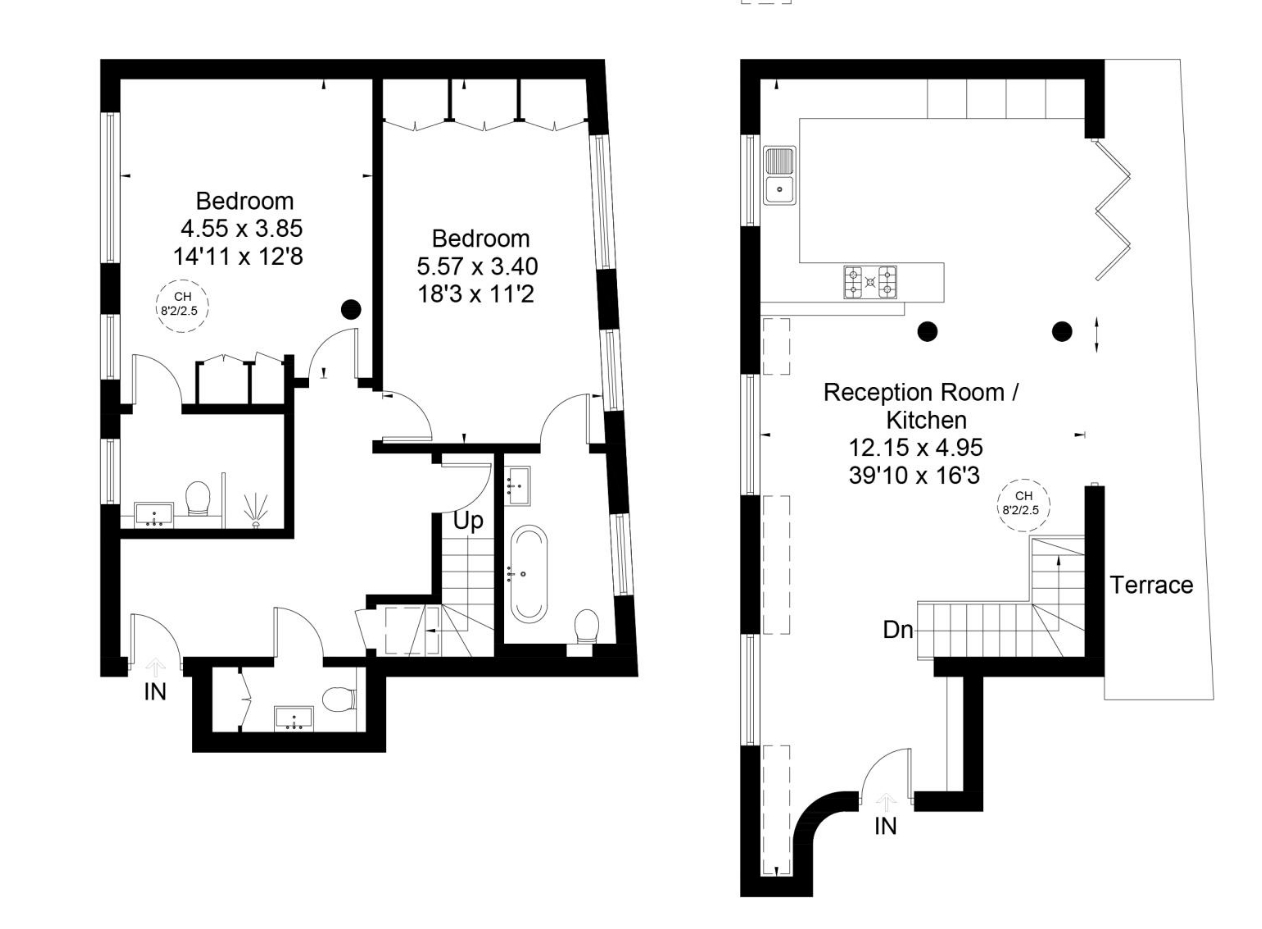 Bedroom
4.55 x 3.85
14'11 x 12'8
CH
8'2/2.5
Bedroom
5.57 x 3.40
18'3 x 11'2
Up
IN
Reception Room /
Kitchen
12.15 x 4.95
39'10 x 16'3
CH
8'2/2.5
Terrace
Dn
IN